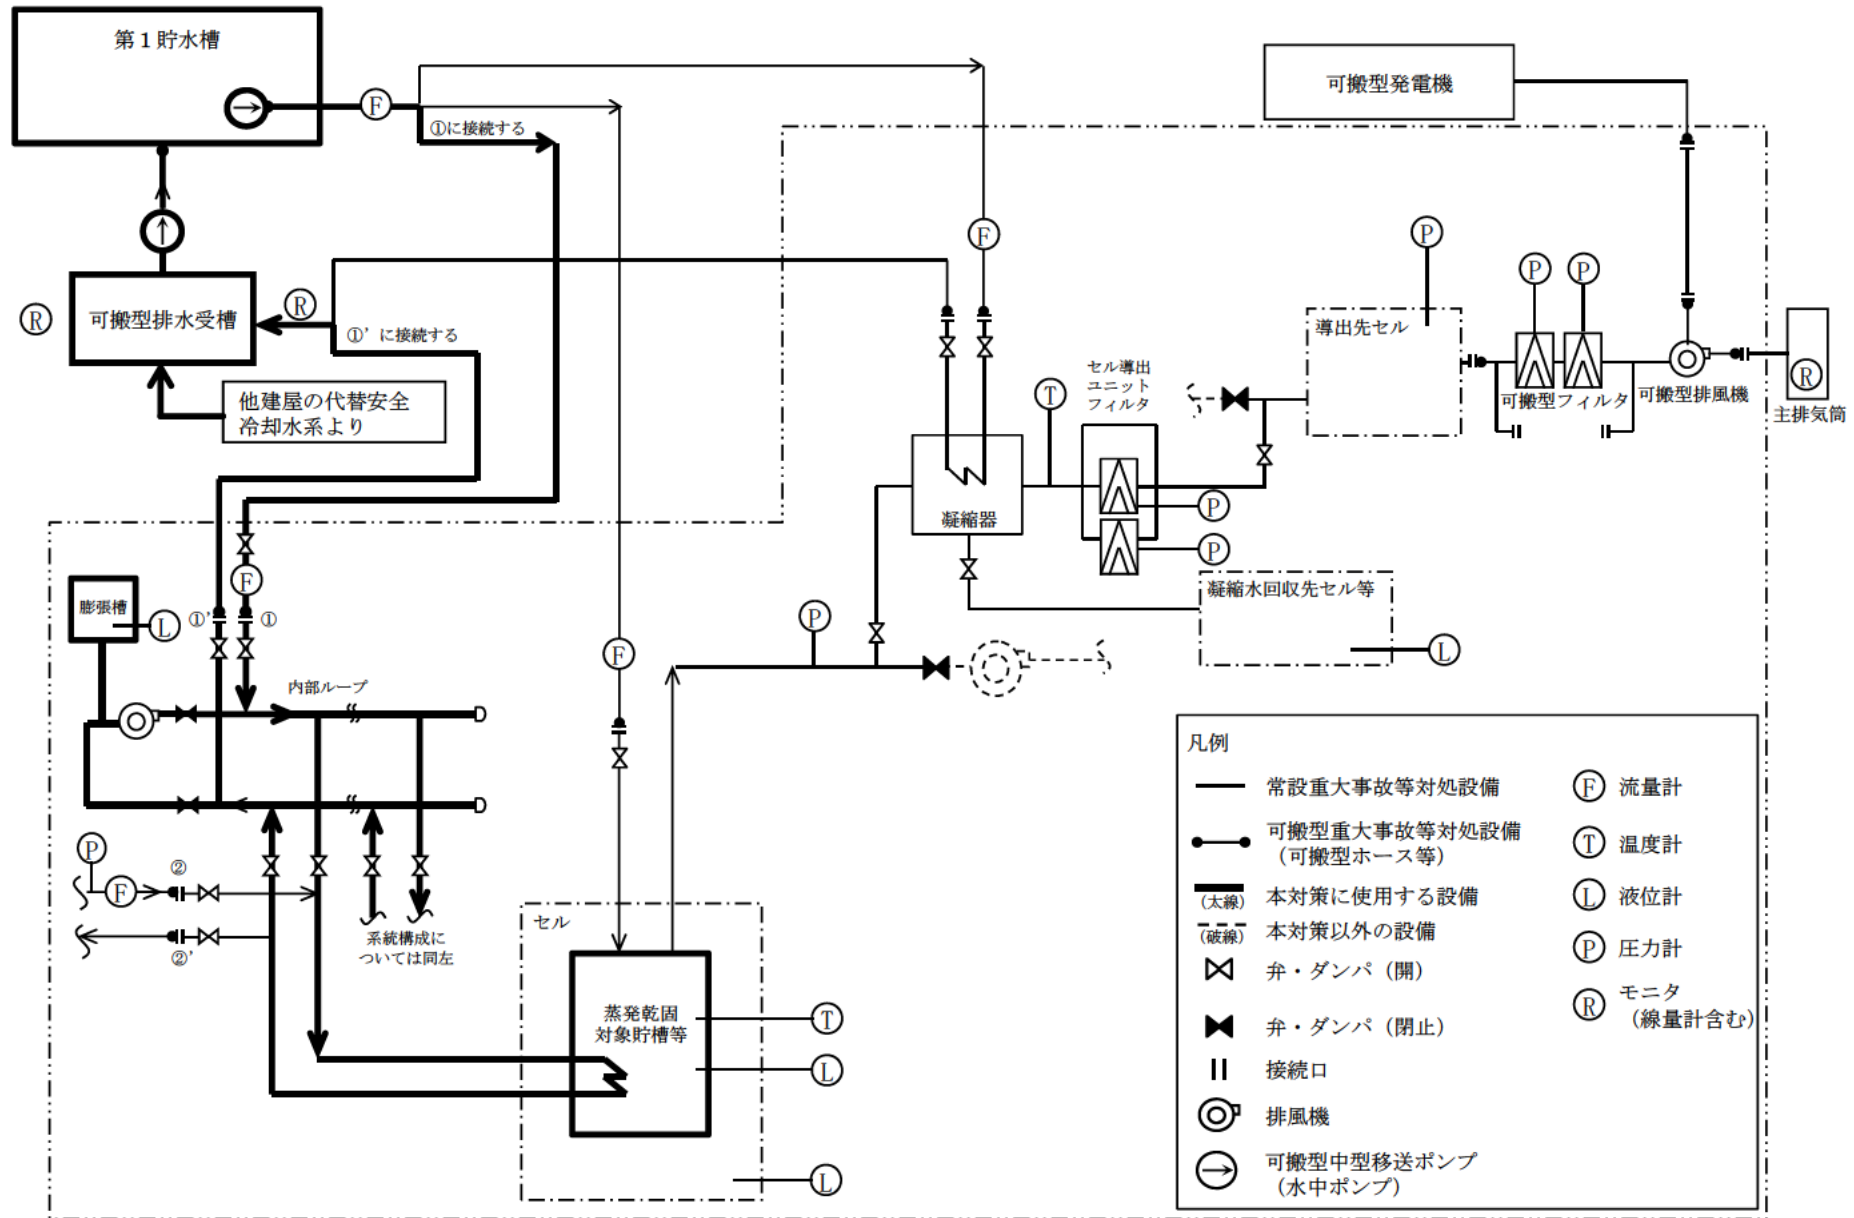 第１貯水槽
F
①に接続する
可搬型発電機
F
P
P
P
導出先セル
R
可搬型排水受槽
R
①’に接続する
他建屋の代替安全
冷却水系より
T
セル導出
ユニット
フィルタ
可搬型フィルタ
可搬型排風機
R
主排気筒
凝縮器
P
P
凝縮水回収先セル等
L
膨張槽
L
①’
F
①
F
P
内部ループ
P
②
F
②’
系統構成に
ついては同左
セル
蒸発乾固
対象貯槽等
T
L
L
凡例
常設重大事故等対処設備
可搬型重大事故等対処設備
（可搬型ホース等）
（太線）
本対策に使用する設備
（破線）
本対策以外の設備
弁・ダンパ（開）
弁・ダンパ（閉止）
接続口
排風機
可搬型中型移送ポンプ
（水中ポンプ）
F 流量計
T 温度計
L 液位計
P 圧力計
R モニタ
（線量計含む）